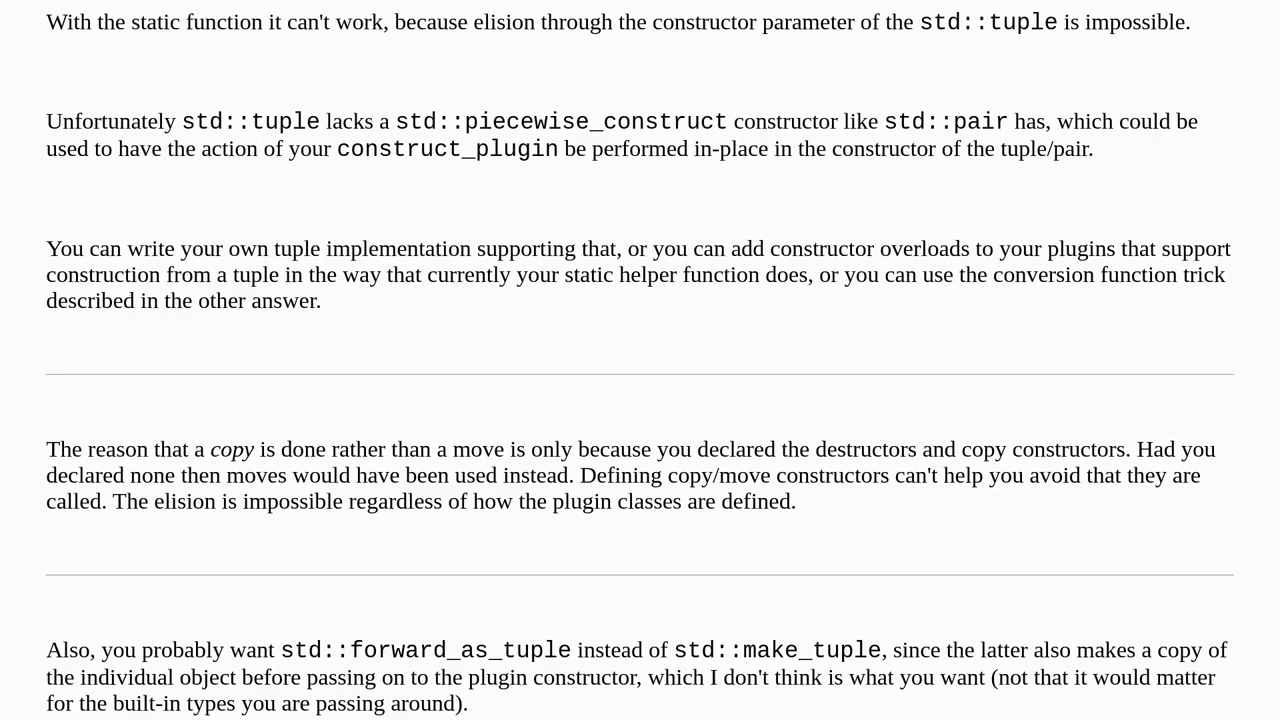 With the static function it can't work, because elision through the constructor parameter of the std::tuple is impossible.
Unfortunately std::tuple lacks a std::piecewise_construct constructor like std::pair has, which could be
used to have the action of your construct_plugin be performed in-place in the constructor of the tuple/pair.
You can write your own tuple implementation supporting that, or you can add constructor overloads to your plugins that support
construction from a tuple in the way that currently your static helper function does, or you can use the conversion function trick
described in the other answer.
The reason that a copy is done rather than a move is only because you declared the destructors and copy constructors. Had you
declared none then moves would have been used instead. Defining copy/move constructors can't help you avoid that they are
called. The elision is impossible regardless of how the plugin classes are defined.
Also, you probably want std::forward_as_tuple instead of std::make_tuple, since the latter also makes a copy of
the individual object before passing on to the plugin constructor, which I don't think is what you want (not that it would matter
for the built-in types you are passing around).